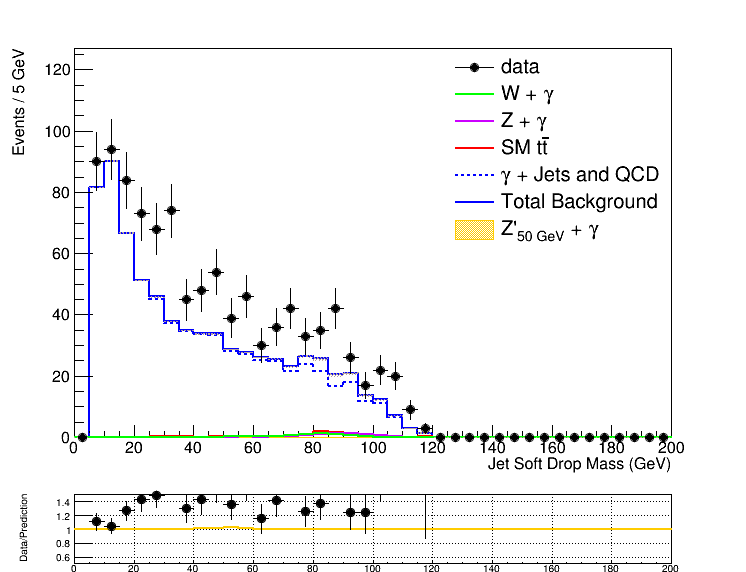 Events / 5 GeV
120
100
80
60
40
20
0
data
W + γ
Z + γ
SM tt̄
γ + Jets and QCD
Total Background
Z'50 GeV + γ
0 20 40 60 80 100 120 140 160 180 200
Jet Soft Drop Mass (GeV)
Data/Prediction
1.4
1.2
1
0.8
0.6
0 20 40 60 80 100 120 140 160 180 200